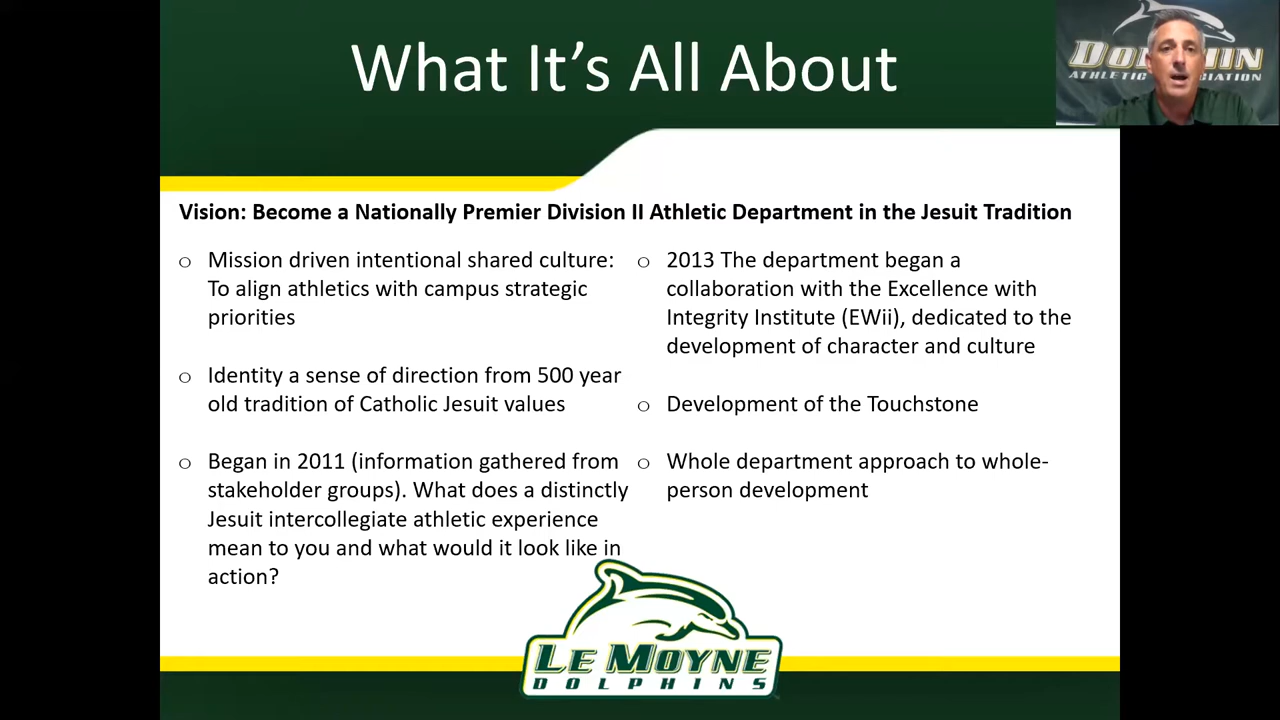 What It's All About
DOLPHIN
ATHLETIC ASSOCIATION
Vision: Become a Nationally Premier Division II Athletic Department in the Jesuit Tradition
○ Mission driven intentional shared culture:
To align athletics with campus strategic
priorities
○ Identity a sense of direction from 500 year
old tradition of Catholic Jesuit values
○ Began in 2011 (information gathered from
stakeholder groups). What does a distinctly
Jesuit intercollegiate athletic experience
mean to you and what would it look like in
action?
○ 2013 The department began a
collaboration with the Excellence with
Integrity Institute (EWii), dedicated to the
development of character and culture
○ Development of the Touchstone
○ Whole department approach to whole-
person development
LE MOYNE
DOLPHINS